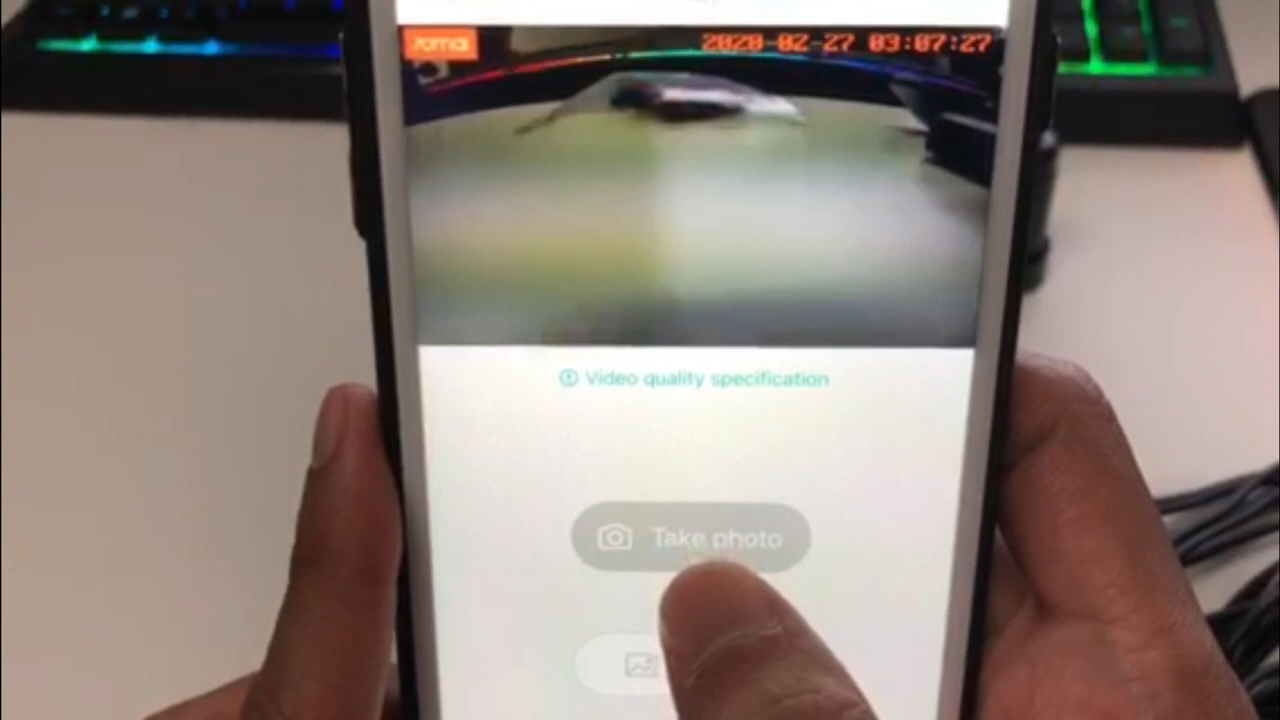 70mai 2020-02-27 03:07:27
Video quality specification
Take photo